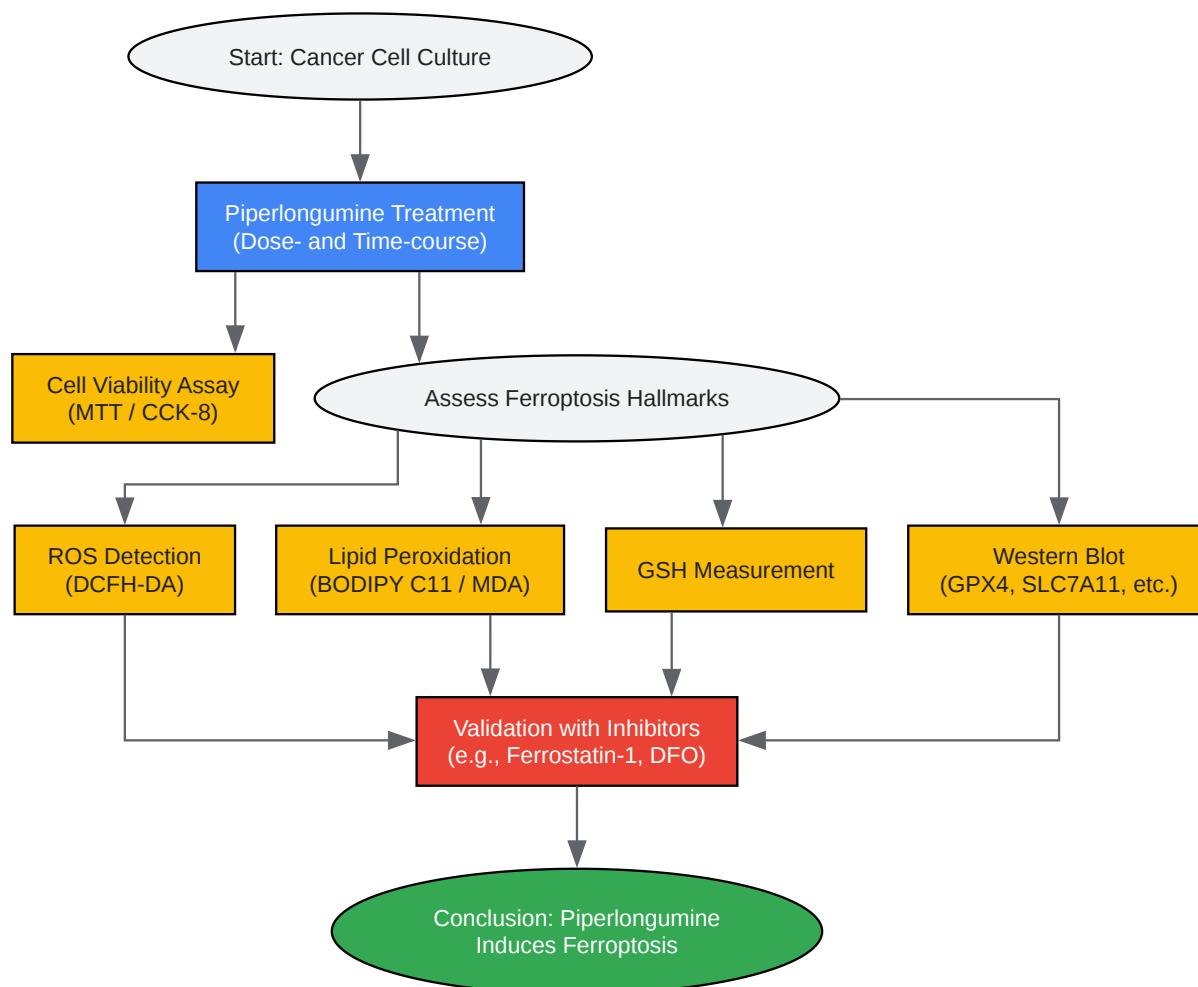 Start: Cancer Cell Culture
Piperlongumine Treatment
(Dose- and Time-course)
Cell Viability Assay
(MTT / CCK-8)
Assess Ferroptosis Hallmarks
ROS Detection
(DCFH-DA)
Lipid Peroxidation
(BODIPY C11 / MDA)
GSH Measurement
Western Blot
(GPX4, SLC7A11, etc.)
Validation with Inhibitors
(e.g., Ferrostatin-1, DFO)
Conclusion: Piperlongumine
Induces Ferroptosis